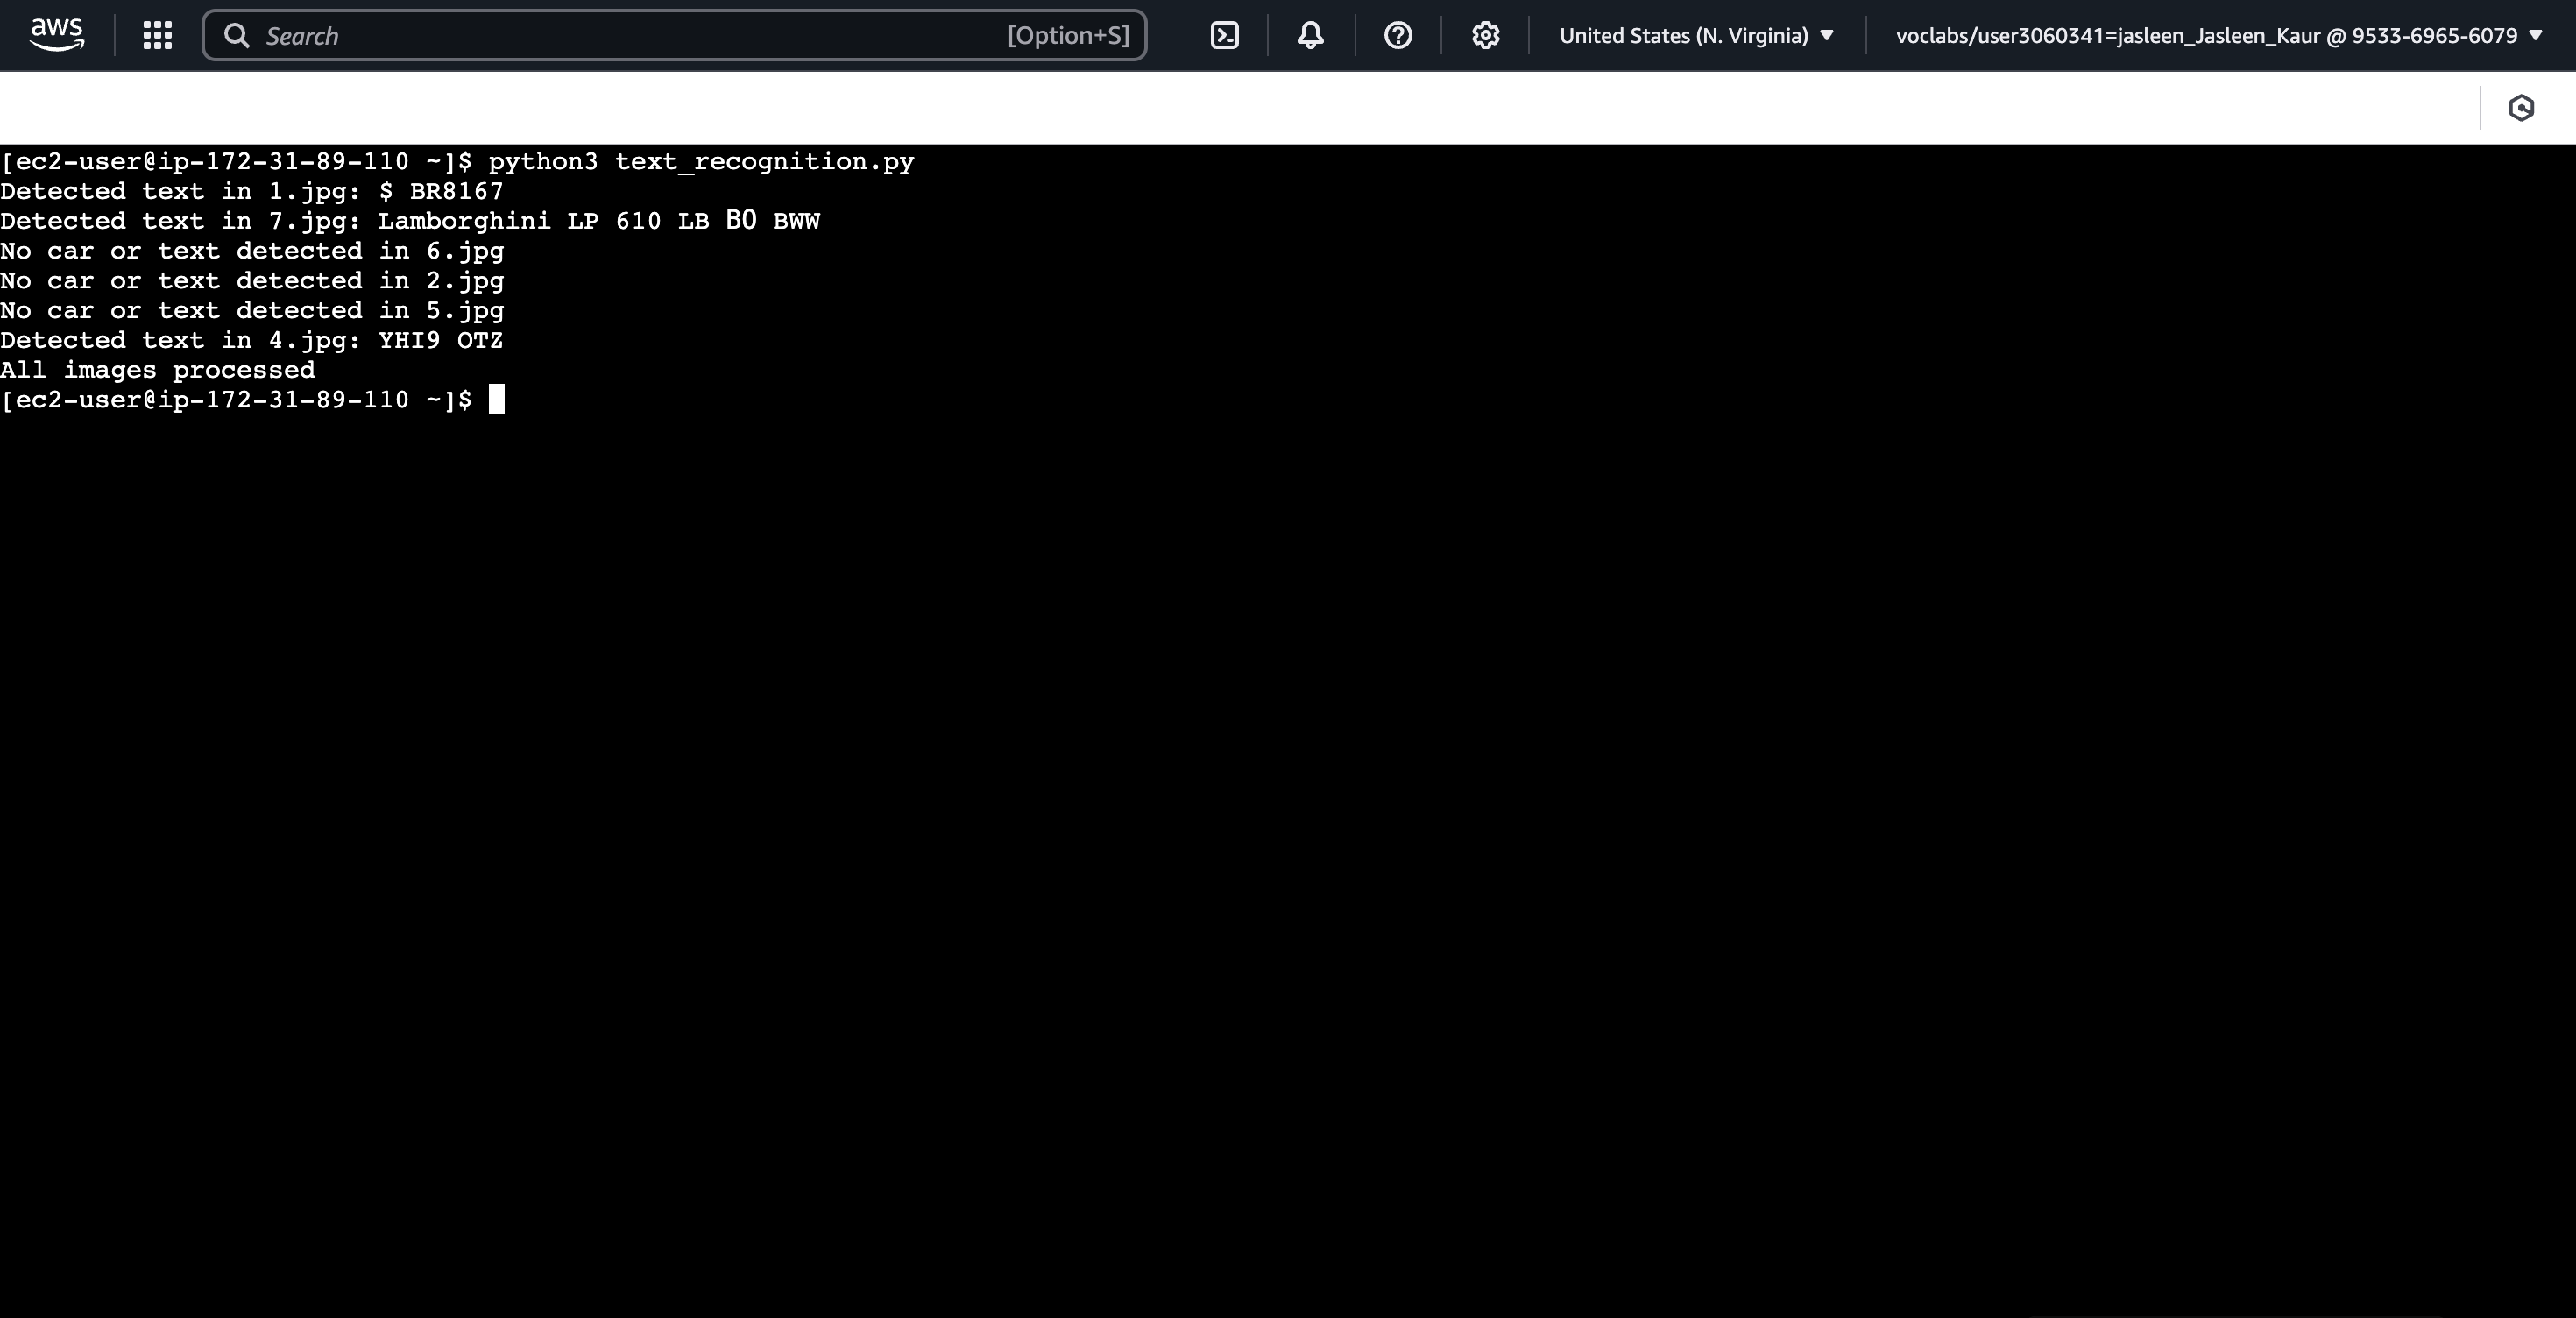 aws
Search [Option+S]
United States (N. Virginia)
voclabs/user3060341=jasleen_Jasleen_Kaur @ 9533-6965-6079
[ec2-user@ip-172-31-89-110 ~]$ python3 text_recognition.py
Detected text in 1.jpg: $ BR8167
Detected text in 7.jpg: Lamborghini LP 610 LB ВО BWW
No car or text detected in 6.jpg
No car or text detected in 2.jpg
No car or text detected in 5.jpg
Detected text in 4.jpg: YHI9 OTZ
All images processed
[ec2-user@ip-172-31-89-110 ~]$